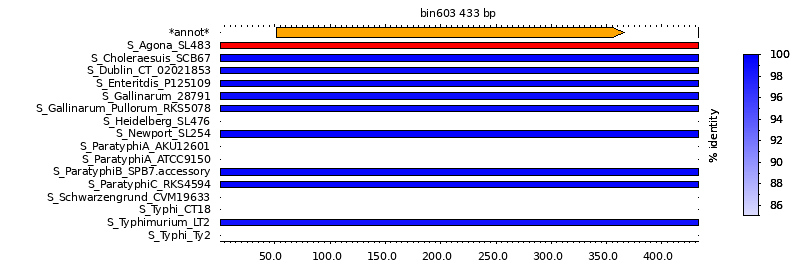 bin603 433 bp
*annot*
S_Agona_SL483
S_Choleraesuis_SCB67
S_Dublin_CT_02021853
S_Enteritdis_P125109
S_Gallinarum_28791
S_Gallinarum_Pullorum_RKS5078
S_Heidelberg_SL476
S_Newport_SL254
S_ParatyphiA_AKU12601
S_ParatyphiA_ATCC9150
S_ParatyphiB_SPB7.accessory
S_ParatyphiC_RKS4594
S_Schwarzengrund_CVM19633
S_Typhi_CT18
S_Typhimurium_LT2
S_Typhi_Ty2
50.0 100.0 150.0 200.0 250.0 300.0 350.0 400.0
% identity
100
98
96
94
92
90
88
86